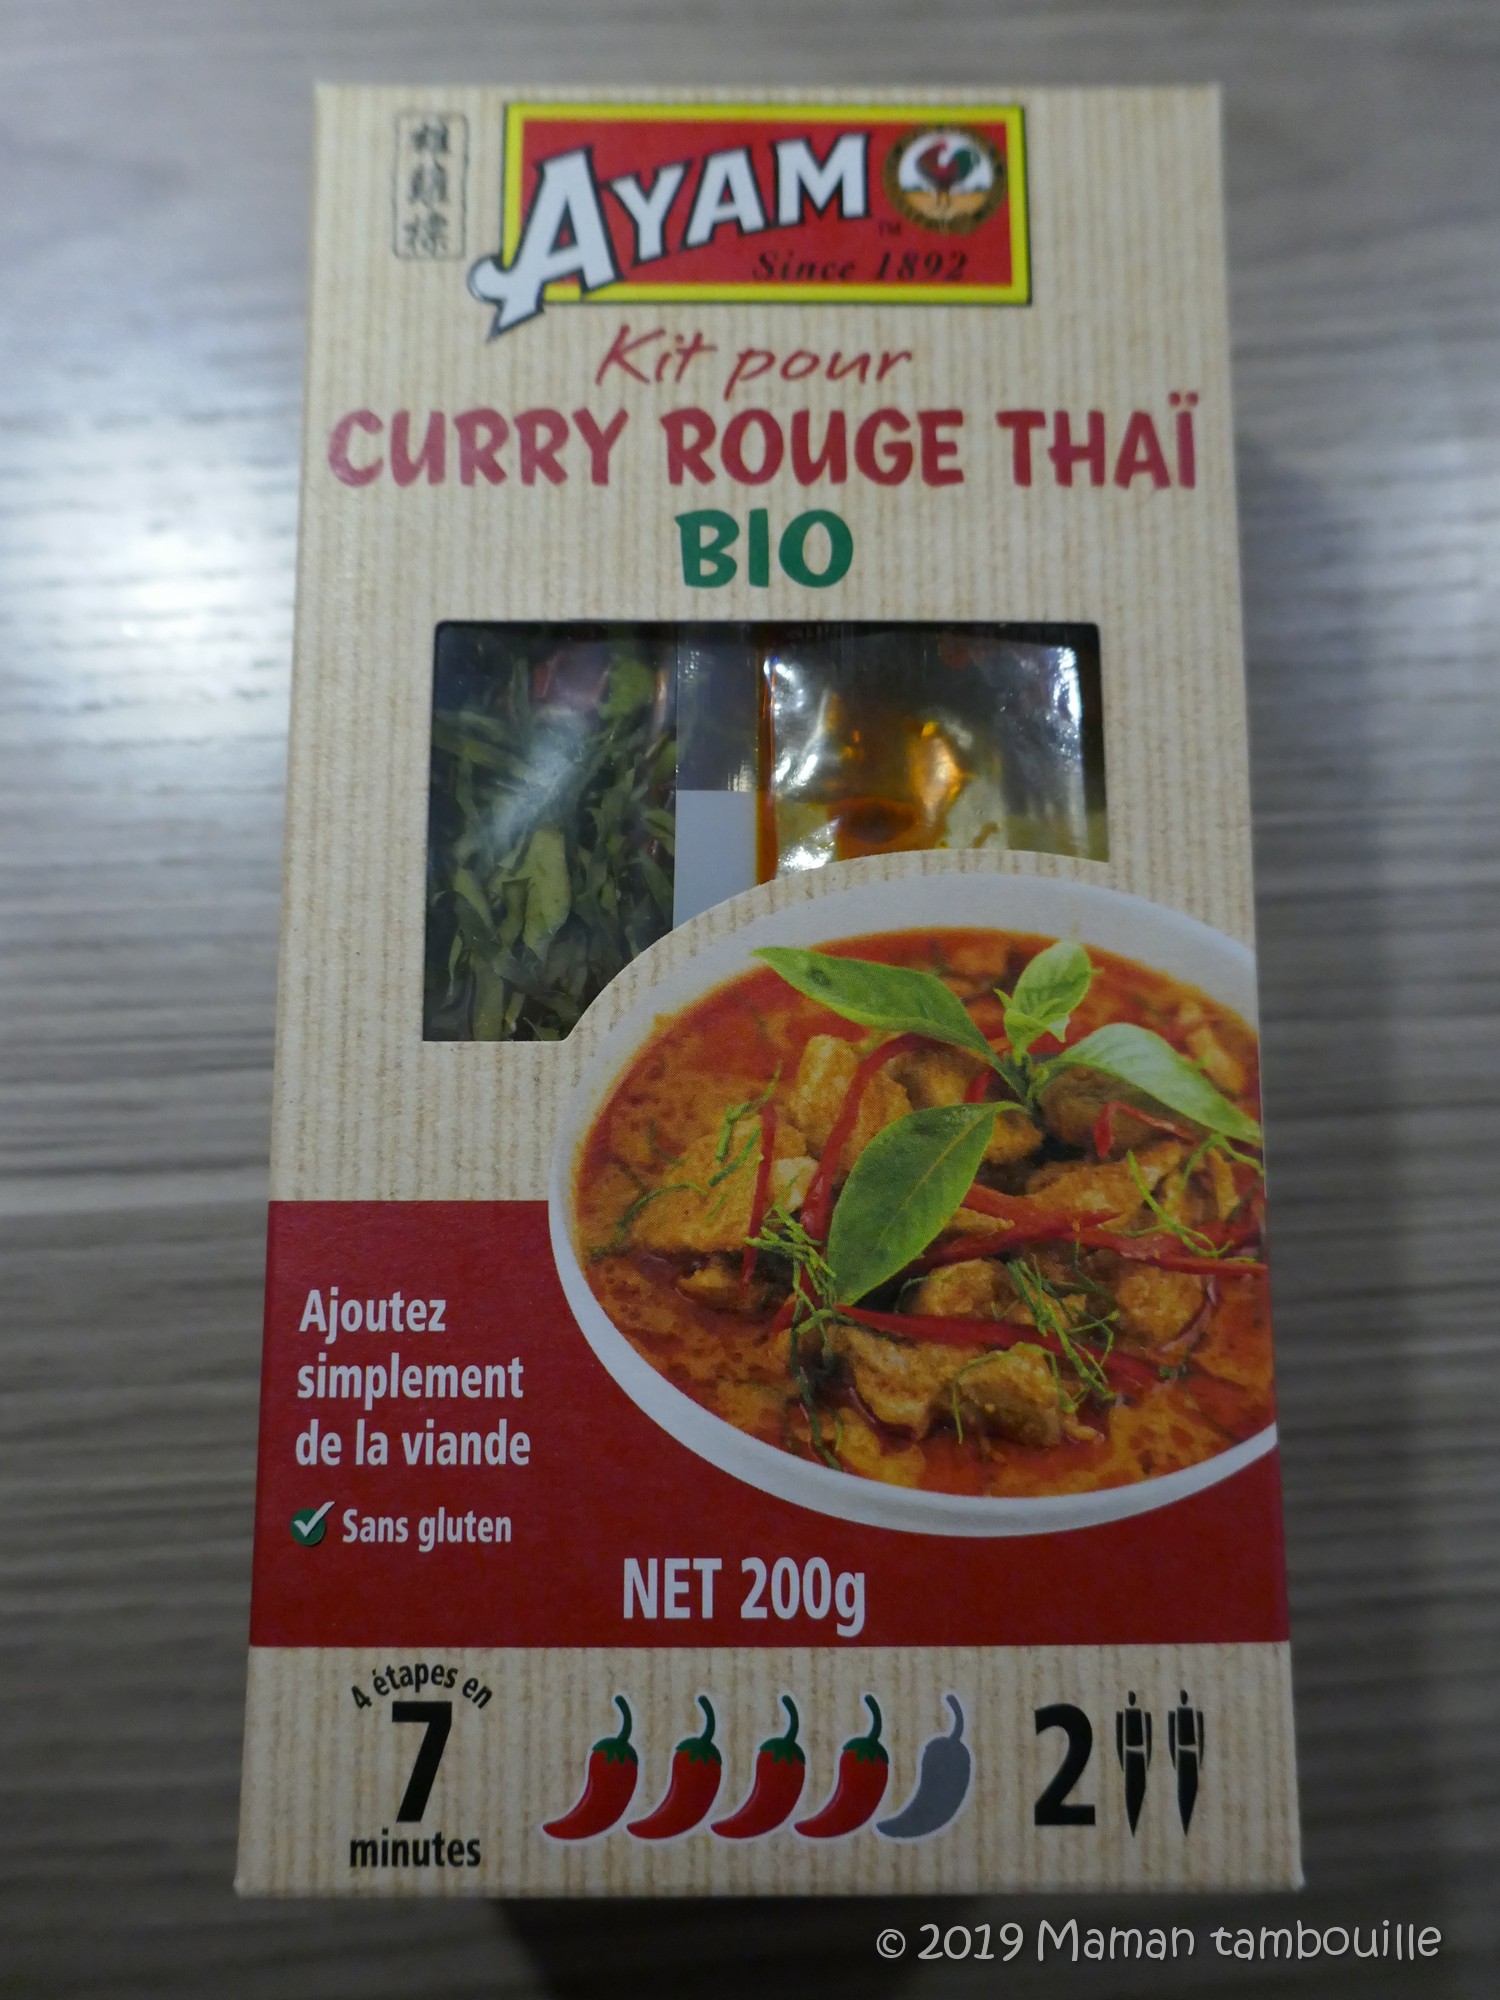 AYAM
TM
Since 1892
Kit pour
CURRY ROUGE THAÏ
BIO
Ajoutez
simplement
de la viande
Sans gluten
NET 200g
4 étapes en
7
minutes
2
© 2019 Maman tambouille